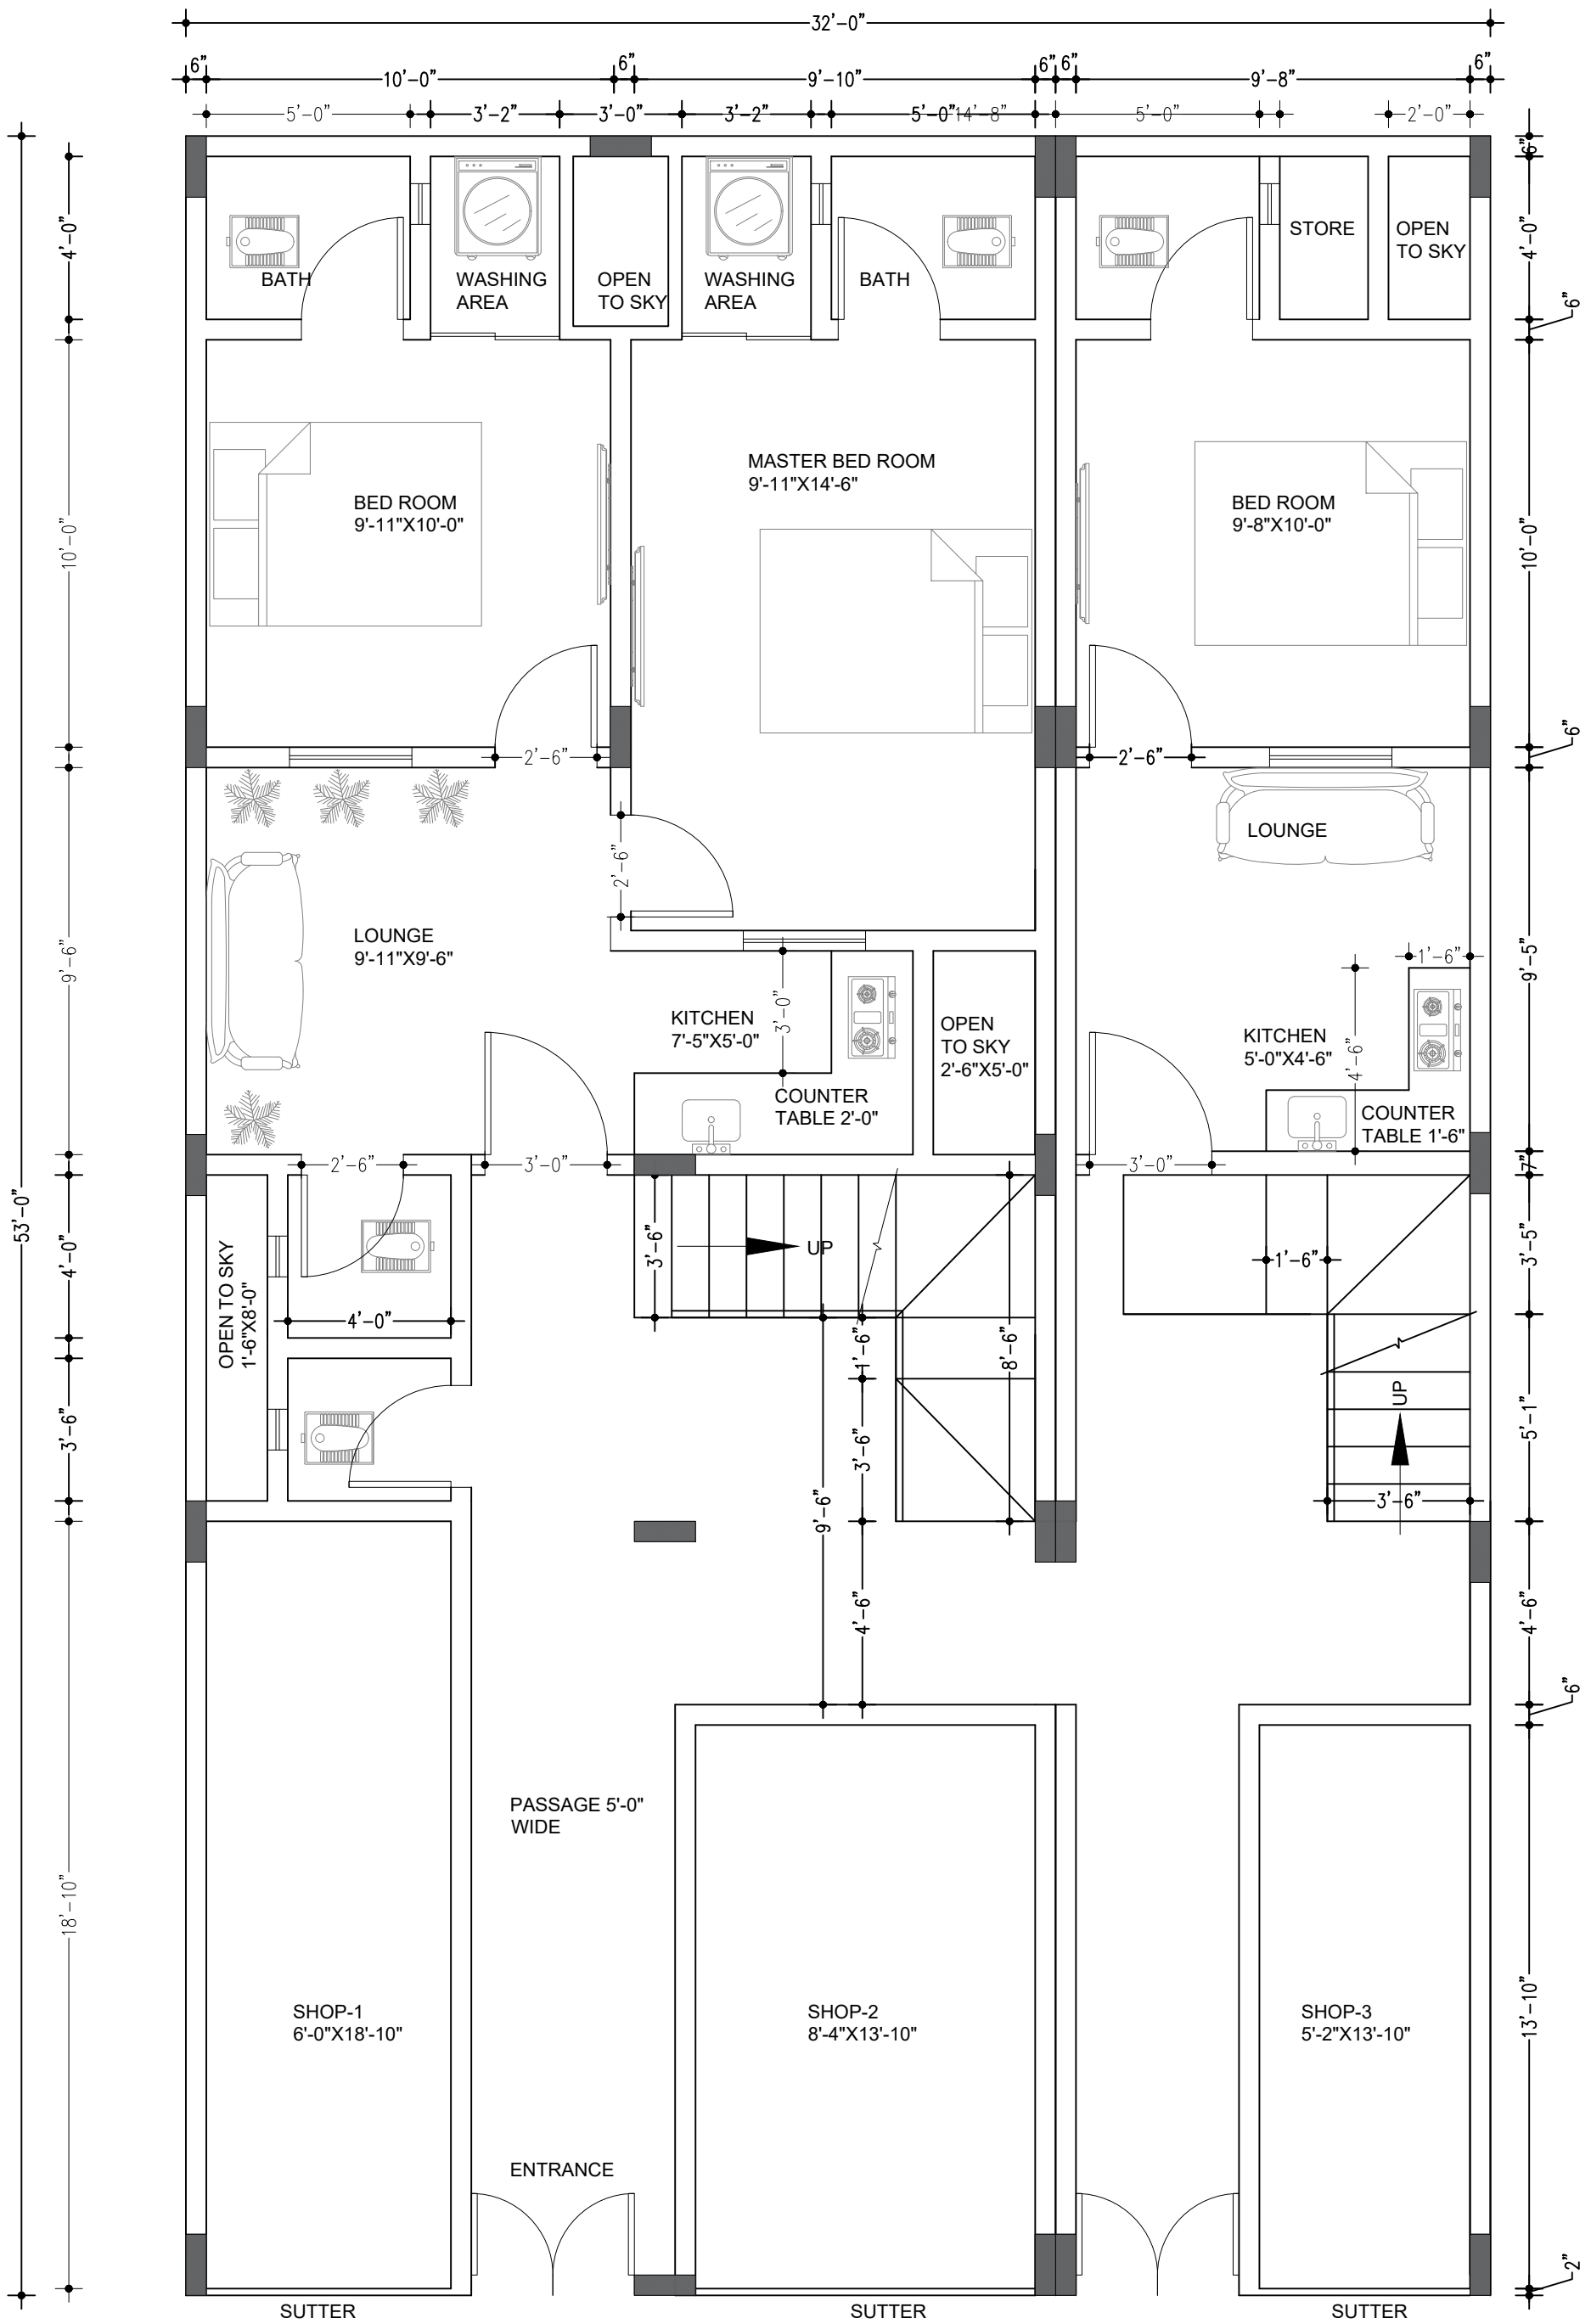 32'-0"
6"
10'-0"
6"
9'-10"
6"
6"
9'-8"
6"
5'-0"
3'-2"
3'-0"
3'-2"
5'-0"
14'-8"
5'-0"
2'-0"
6"
4'-0"
BATH
WASHING
AREA
OPEN
TO SKY
WASHING
AREA
BATH
STORE
OPEN
TO SKY
4'-0"
6"
10'-0"
BED ROOM
9'-11"X10'-0"
MASTER BED ROOM
9'-11"X14'-6"
BED ROOM
9'-8"X10'-0"
10'-0"
2'-6"
2'-6"
6"
2'-6"
LOUNGE
9'-6"
LOUNGE
9'-11"X9'-6"
KITCHEN
7'-5"X5'-0"
3'-0"
OPEN
TO SKY
2'-6"X5'-0"
COUNTER
TABLE 2'-0"
1'-6"
9'-5"
KITCHEN
5'-0"X4'-6"
4'-6"
COUNTER
TABLE 1'-6"
2'-6"
3'-0"
3'-0"
7"
53'-0"
4'-0"
OPEN TO SKY
1'-6"X8'-0"
4'-0"
3'-6"
UP
1'-6"
8'-6"
1'-6"
3'-5"
3'-6"
3'-6"
9'-6"
UP
5'-1"
3'-6"
4'-6"
4'-6"
6"
18'-10"
PASSAGE 5'-0"
WIDE
SHOP-1
6'-0"X18'-10"
SHOP-2
8'-4"X13'-10"
SHOP-3
5'-2"X13'-10"
13'-10"
ENTRANCE
2"
SUTTER
SUTTER
SUTTER